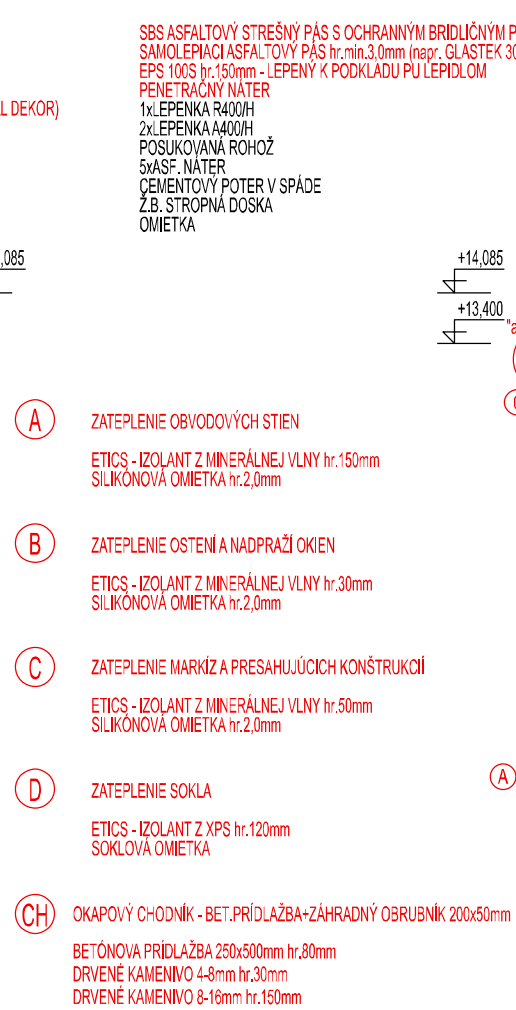 SBS ASFALTOVÝ STREŠNÝ PÁS S OCHRANNÝM BRIDLIČNÝM P
SAMOLEPIACI ASFALTOVÝ PÁS hr.min.3,0mm (napr. GLASTEK 30
EPS 100S hr.150mm - LEPENÝ K PODKLADU PU LEPIDLOM
PENETRAČNÝ NÁTER
L DEKOR)
1xLEPENKA R400/H
2xLEPENKA A400/H
POSUKOVANÁ ROHOŽ
5xASF. NÁTER
CEMENTOVÝ POTER V SPÁDE
Ž.B. STROPNÁ DOSKA
OMIETKA
,085
+14,085
+13,400
"a
A
ZATEPLENIE OBVODOVÝCH STIEN
ETICS - IZOLANT Z MINERÁLNEJ VLNY hr.150mm
SILIKÓNOVÁ OMIETKA hr.2,0mm
B
ZATEPLENIE OSTENÍ A NADPRAŽÍ OKIEN
ETICS - IZOLANT Z MINERÁLNEJ VLNY hr.30mm
SILIKÓNOVÁ OMIETKA hr.2,0mm
C
ZATEPLENIE MARKÍZ A PRESAHUJÚCICH KONŠTRUKCIÍ
ETICS - IZOLANT Z MINERÁLNEJ VLNY hr.50mm
SILIKÓNOVÁ OMIETKA hr.2,0mm
D
ZATEPLENIE SOKLA
A
ETICS - IZOLANT Z XPS hr.120mm
SOKLOVÁ OMIETKA
CH
OKAPOVÝ CHODNÍK - BET.PRÍDLAŽBA+ZÁHRADNÝ OBRUBNÍK 200x50mm
BETÓNOVA PRÍDLAŽBA 250x500mm hr.80mm
DRVENÉ KAMENIVO 4-8mm hr.30mm
DRVENÉ KAMENIVO 8-16mm hr.150mm